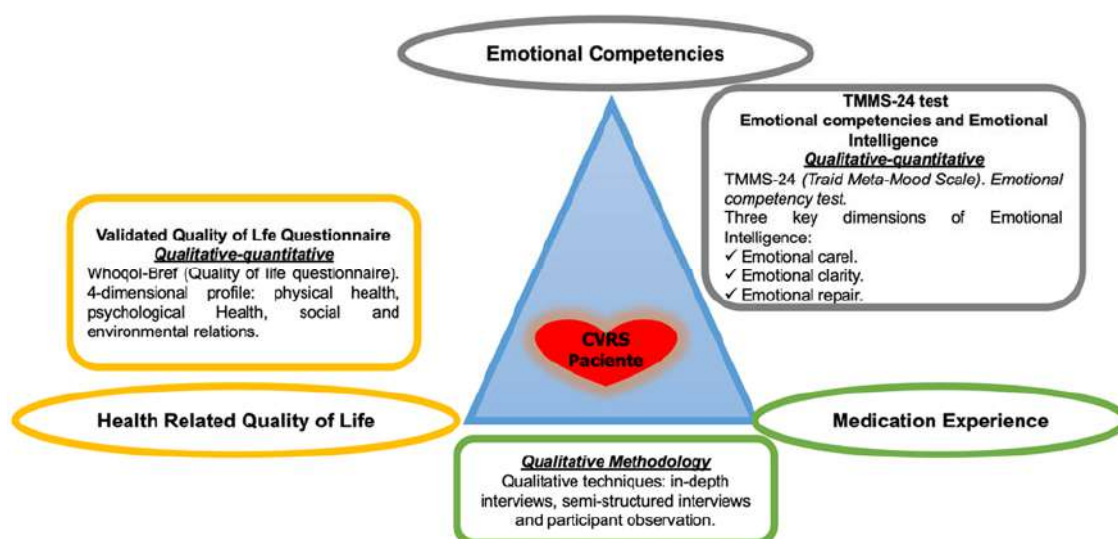 Emotional Competencies
TMMS-24 test
Emotional competencies and Emotional
Intelligence
Qualitative-quantitative
TMMS-24 (Traid Meta-Mood Scale). Emotional
competency test.
Three key dimensions of Emotional
Intelligence:
✓ Emotional carel.
✓ Emotional clarity.
✓ Emotional repair.
Validated Quality of Lfe Questionnaire
Qualitative-quantitative
Whoqol-Bref (Quality of life questionnaire).
4-dimensional profile: physical health,
psychological Health, social and
environmental relations.
CVRS
Paciente
Health Related Quality of Life
Medication Experience
Qualitative Methodology
Qualitative techniques: in-depth
interviews, semi-structured interviews
and participant observation.